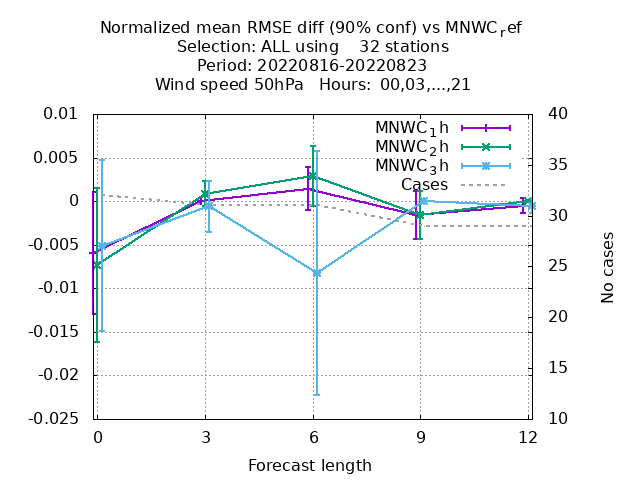 Normalized mean RMSE diff (90% conf) vs MNWC_ref
Selection: ALL using    32 stations
Period: 20220816-20220823
Wind speed 50hPa   Hours:  00,03,...,21
0.01
0.005
0
-0.005
-0.01
-0.015
-0.02
-0.025
40
35
30
25
20
15
10
MNWC_1h
MNWC_2h
MNWC_3h
Cases
No cases
0 3 6 9 12
Forecast length